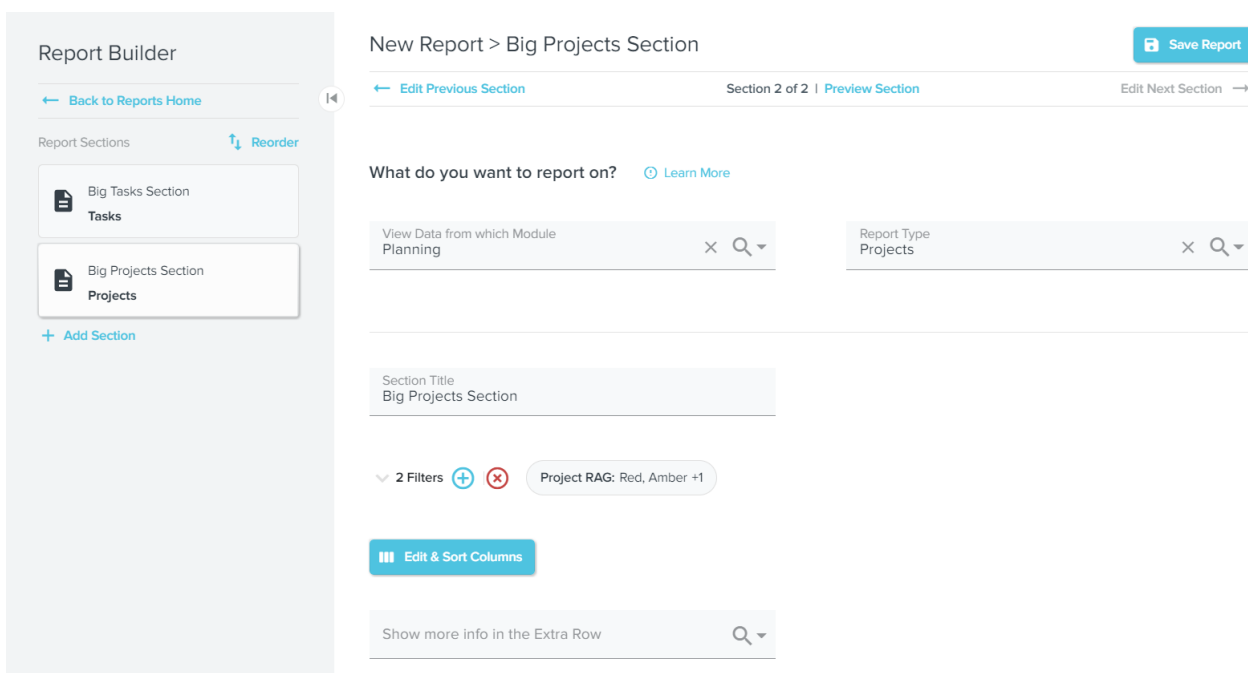 Report Builder
Back to Reports Home
Report Sections
Reorder
Big Tasks Section
Tasks
Big Projects Section
Projects
Add Section
New Report > Big Projects Section
Save Report
Edit Previous Section
Section 2 of 2 | Preview Section
Edit Next Section
What do you want to report on?
Learn More
View Data from which Module
Planning
Report Type
Projects
Section Title
Big Projects Section
2 Filters
Project RAG: Red, Amber +1
Edit & Sort Columns
Show more info in the Extra Row